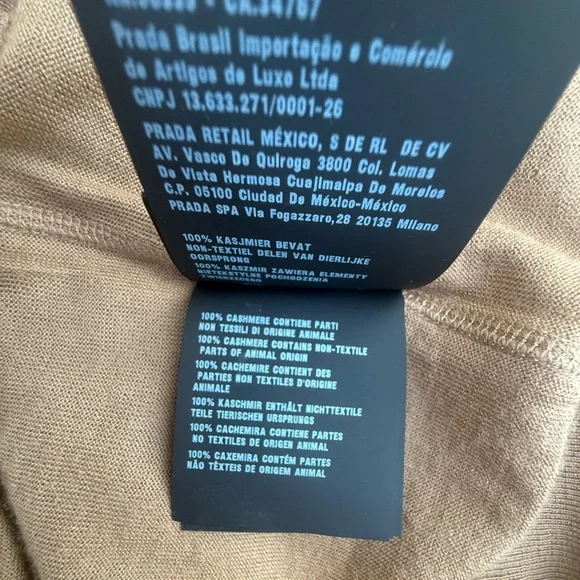 CA.34767
Prada Brasil Importação e Comércio
de Artigos de Luxo Ltda
CNPJ 13.633.271/0001-26
PRADA RETAIL MÉXICO, S DE RL DE CV
AV. Vasco De Quiroga 3800 Col. Lomas
De Vista Hermosa Cuajimalpa De Morelos
C.P. 05100 Ciudad De México-México
PRADA SPA Via Fogazzaro,28 20135 Milano
100% KASJMIER BEVAT
NON-TEXTIEL DELEN VAN DIERLIJKE
OORSPRONG
100% KASZMIR ZAWIERA ELEMENTY
NIETEKSTYLNE POCHODZENIA
ZWIERZECEGO
100% CASHMERE CONTIENE PARTI
NON TESSILI DI ORIGINE ANIMALE
100% CASHMERE CONTAINS NON-TEXTILE
PARTS OF ANIMAL ORIGIN
100% CACHEMIRE CONTIENT DES
PARTIES NON TEXTILES D'ORIGINE
ANIMALE
100% KASCHMIR ENTHÄLT NICHTTEXTILE
TEILE TIERISCHEN URSPRUNGS
100% CACHEMIRA CONTIENE PARTES
NO TEXTILES DE ORIGEN ANIMAL
100% CAXEMIRA CONTÉM PARTES
NÃO TÊXTEIS DE ORIGEM ANIMAL